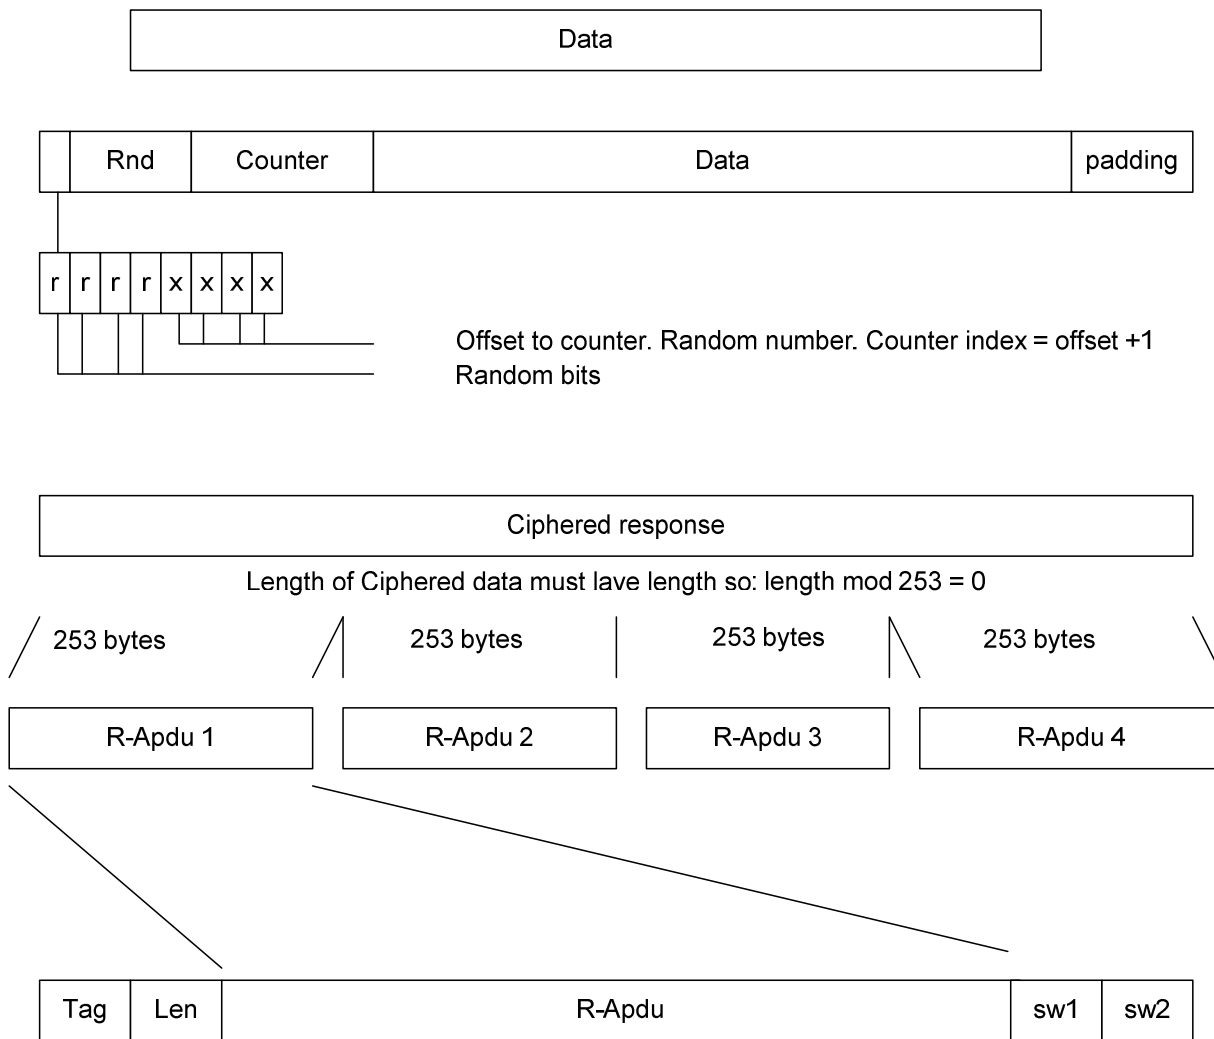 Data
Rnd Counter Data padding
r r r r x x x x
Offset to counter. Random number. Counter index = offset +1
Random bits
Ciphered response
Length of Ciphered data must lave length so: length mod 253 = 0
253 bytes 253 bytes 253 bytes 253 bytes
R-Apdu 1 R-Apdu 2 R-Apdu 3 R-Apdu 4
Tag Len R-Apdu sw1 sw2